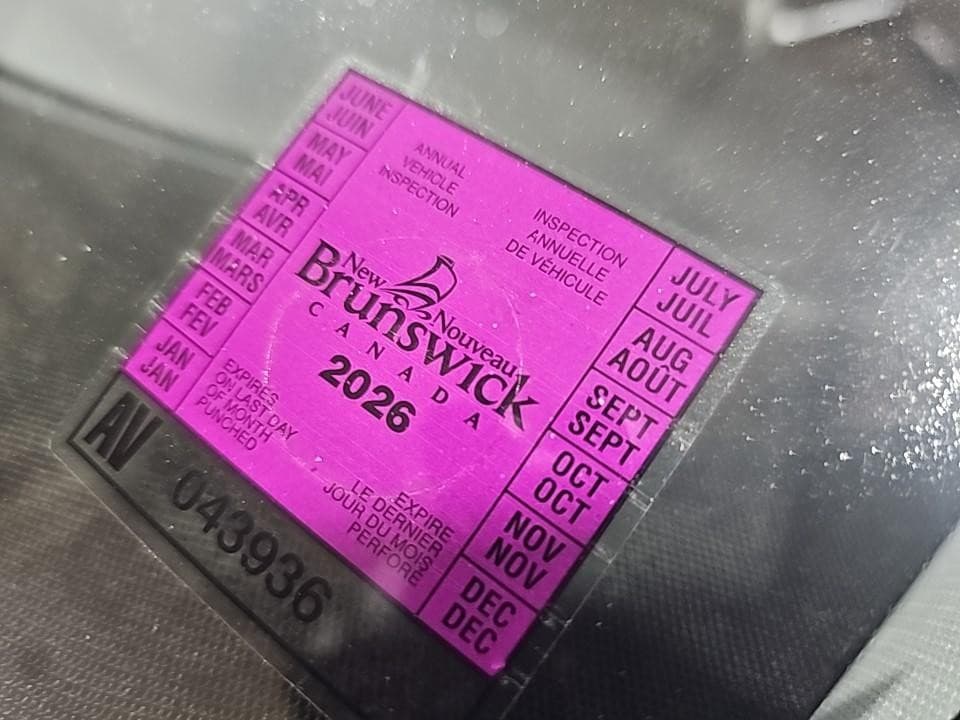 ANNUAL
VEHICLE
INSPECTION
INSPECTION
ANNUELLE
DE VÉHICULE
JUNE
JUIN
MAY
MAI
APR
AVR
MAR
MARS
FEB
FEV
JAN
JAN
New Nouveau
Brunswick
CANADA
2026
JULY
JUIL
AUG
AOÛT
SEPT
SEPT
OCT
OCT
NOV
NOV
DEC
DEC
EXPIRES
ON LAST DAY
OF MONTH
PUNCHED
EXPIRE
LE DERNIER
JOUR DU MOIS
PERFORÉ
AV 043936